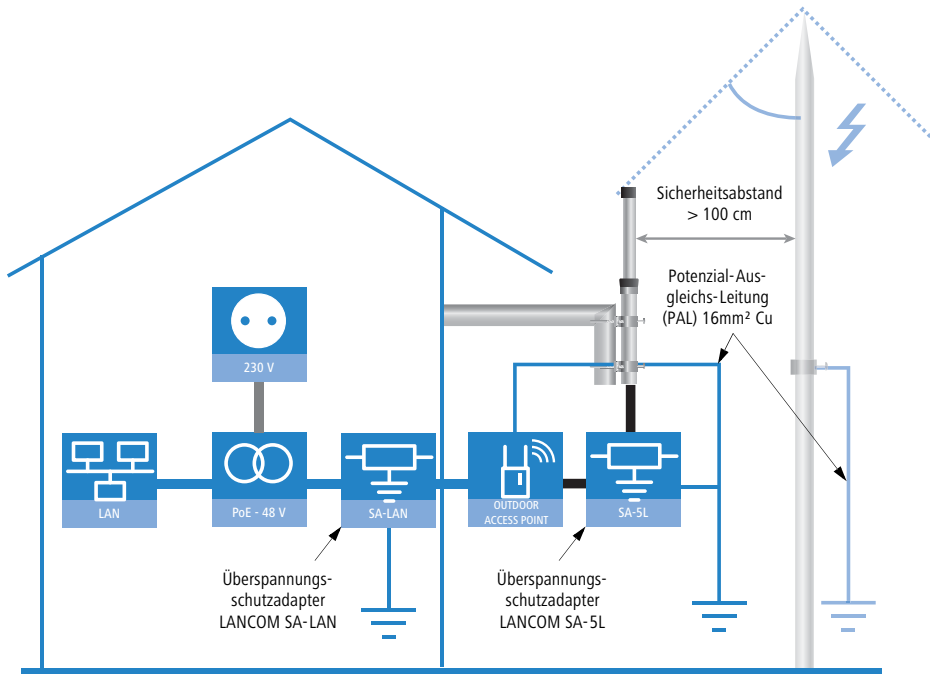 Sicherheitsabstand
> 100 cm
Potenzial-Aus-
gleichs-Leitung
(PAL) 16mm² Cu
230 V
LAN
PoE - 48 V
SA-LAN
OUTDOOR
ACCESS POINT
SA-5L
Überspannungs-
schutzadapter
LANCOM SA-LAN
Überspannungs-
schutzadapter
LANCOM SA-5L